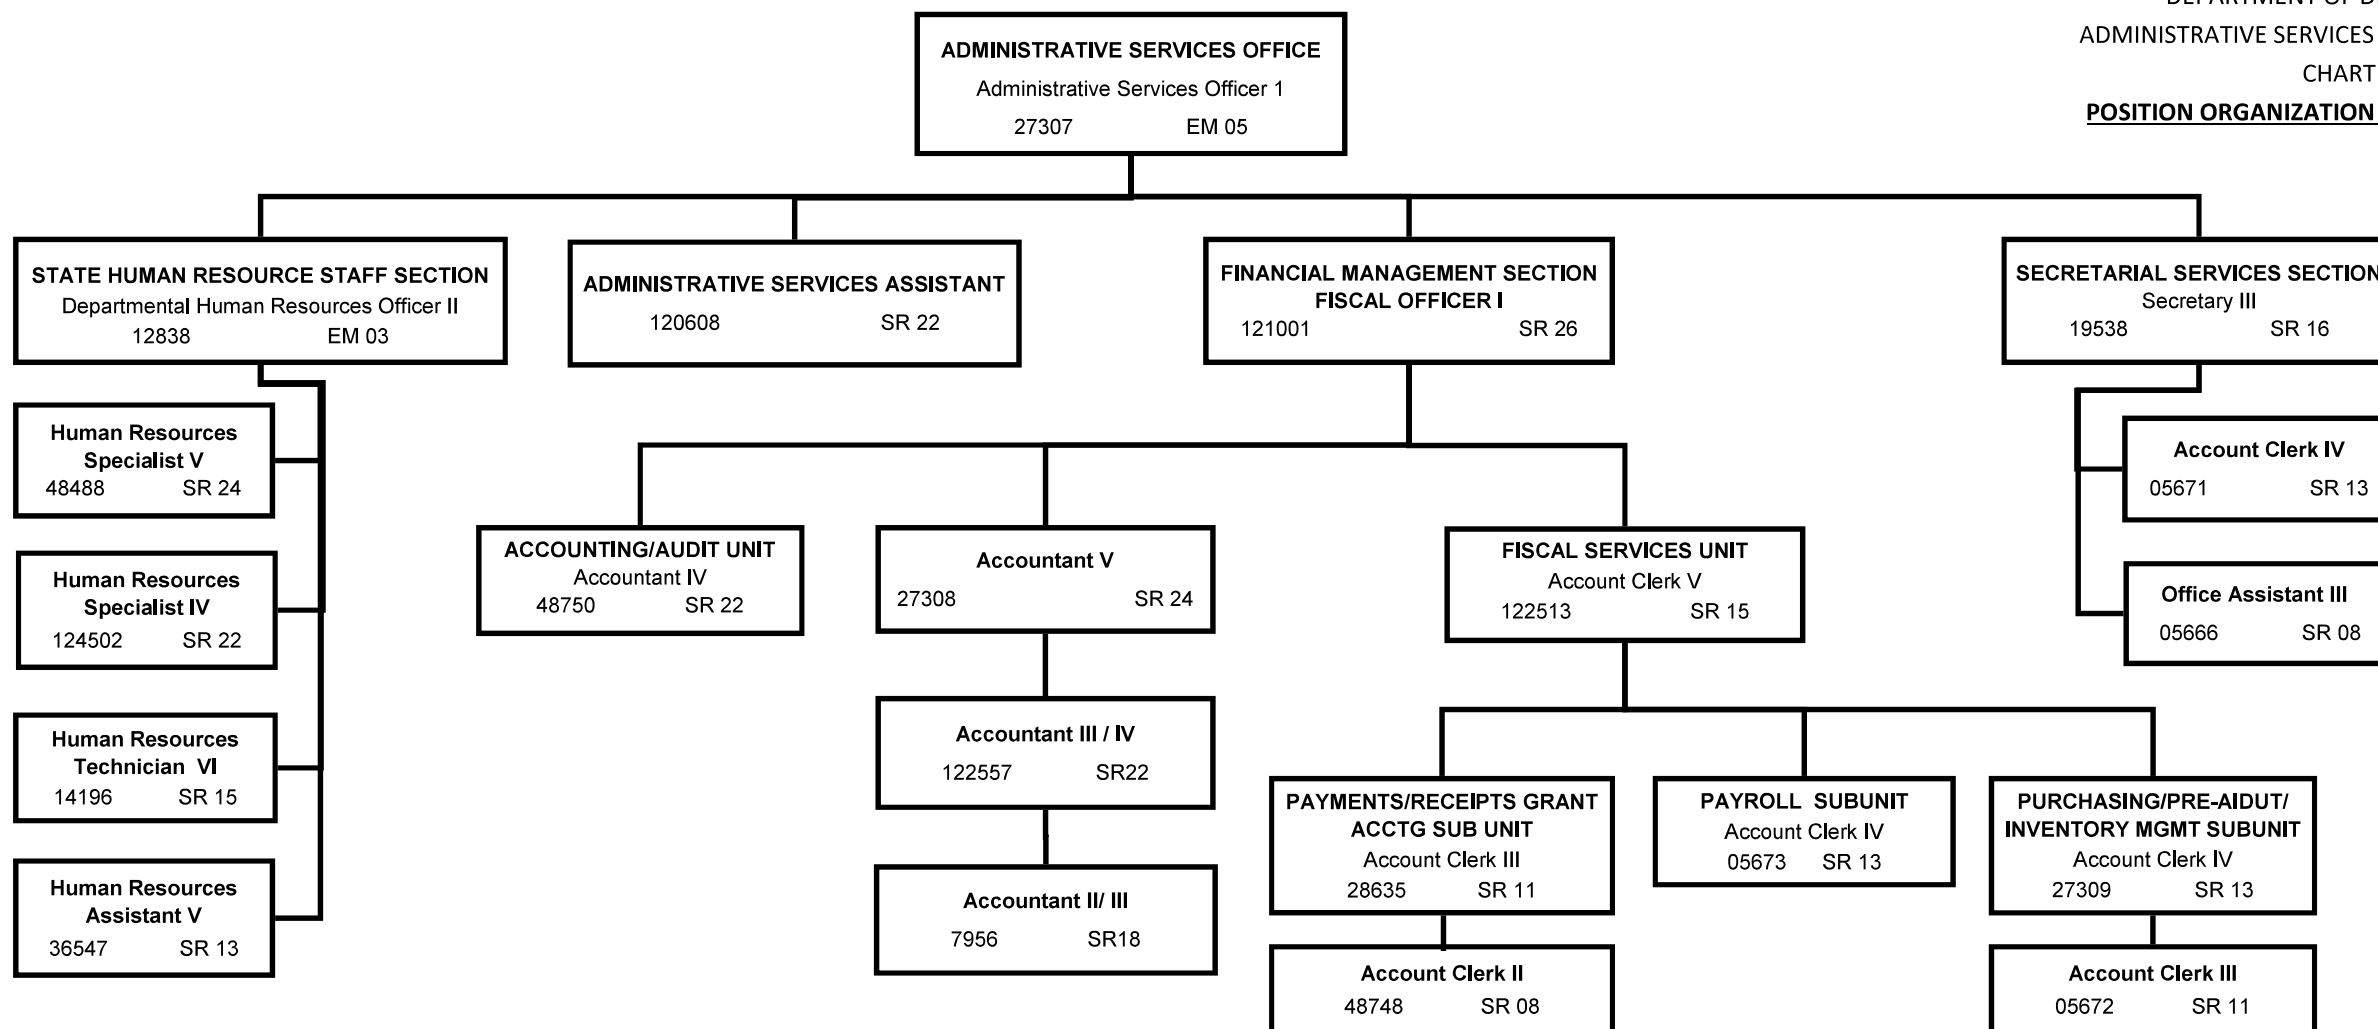 DEPARTMENT OF
ADMINISTRATIVE SERVICES
CHART
POSITION ORGANIZATION
ADMINISTRATIVE SERVICES OFFICE
Administrative Services Officer 1
27307 EM 05
STATE HUMAN RESOURCE STAFF SECTION
Departmental Human Resources Officer II
12838 EM 03
ADMINISTRATIVE SERVICES ASSISTANT
120608 SR 22
FINANCIAL MANAGEMENT SECTION
FISCAL OFFICER I
121001 SR 26
SECRETARIAL SERVICES SECTION
Secretary III
19538 SR 16
Human Resources
Specialist V
48488 SR 24
Human Resources
Specialist IV
124502 SR 22
Human Resources
Technician VI
14196 SR 15
Human Resources
Assistant V
36547 SR 13
ACCOUNTING/AUDIT UNIT
Accountant IV
48750 SR 22
Accountant V
27308 SR 24
Accountant III / IV
122557 SR22
Accountant II/ III
7956 SR18
FISCAL SERVICES UNIT
Account Clerk V
122513 SR 15
PAYMENTS/RECEIPTS GRANT
ACCTG SUB UNIT
Account Clerk III
28635 SR 11
Account Clerk II
48748 SR 08
PAYROLL SUBUNIT
Account Clerk IV
05673 SR 13
PURCHASING/PRE-AIDUT/
INVENTORY MGMT SUBUNIT
Account Clerk IV
27309 SR 13
Account Clerk III
05672 SR 11
Account Clerk IV
05671 SR 13
Office Assistant III
05666 SR 08